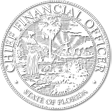 CHIEF FINANCIAL OFFICER
STATE OF FLORIDA